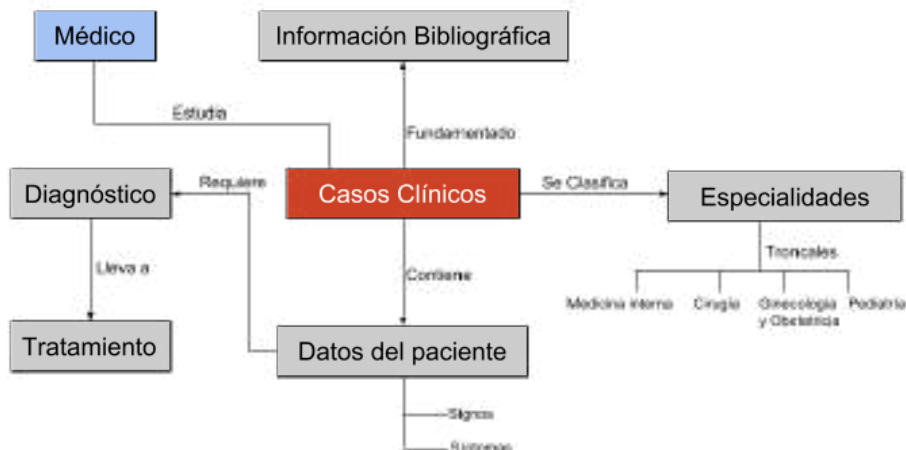 Médico
Información Bibliográfica
Estudia
Fundamentado
Diagnóstico
Requiere
Casos Clínicos
Se Clasifica
Especialidades
Troncales
Lleva a
Contiene
Medicina interna
Cirugía
Ginecología
y Obstetricia
Pediatría
Tratamiento
Datos del paciente
Signos
Síntomas